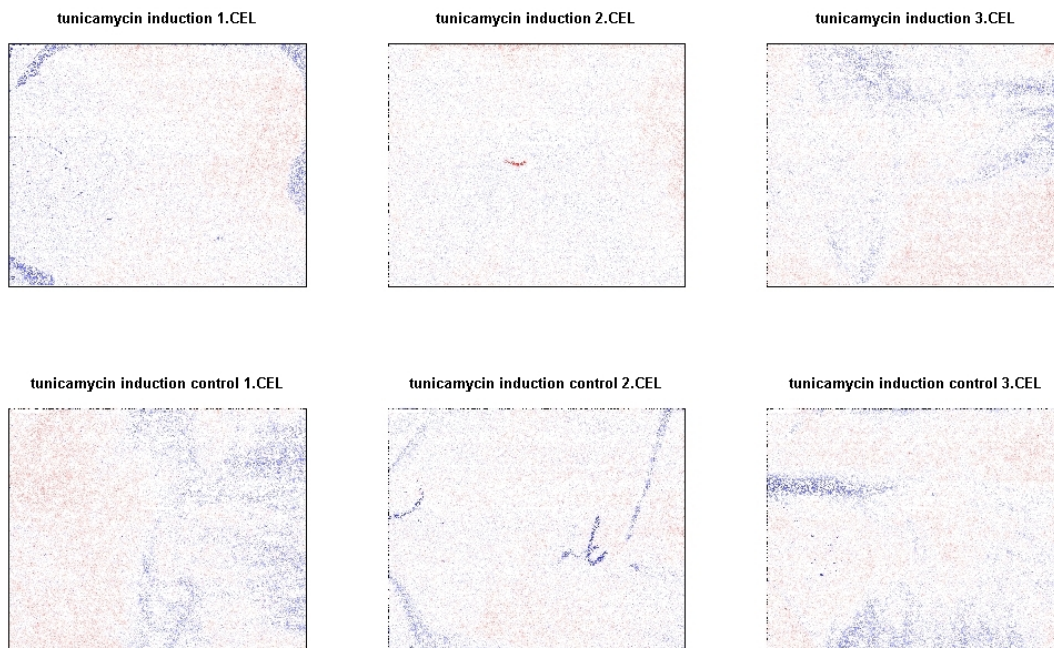 tunicamycin induction 1.CEL
tunicamycin induction 2.CEL
tunicamycin induction 3.CEL
tunicamycin induction control 1.CEL
tunicamycin induction control 2.CEL
tunicamycin induction control 3.CEL